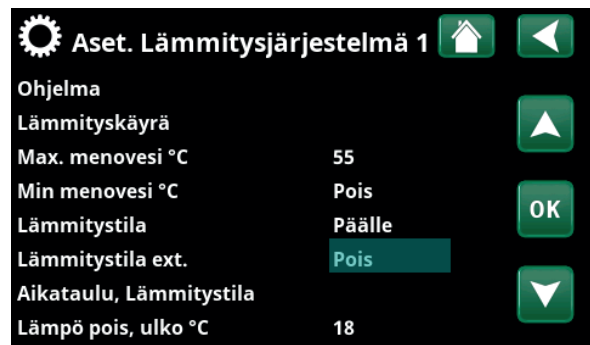 Aset. Lämmitysjärjestelmä 1
Ohjelma
Lämmityskäyrä
Max. menovesi °C 55
Min menovesi °C Pois
Lämmitystila Päälle
OK
Lämmitystila ext. Pois
Aikataulu, Lämmitystila
Lämpö pois, ulko °C 18